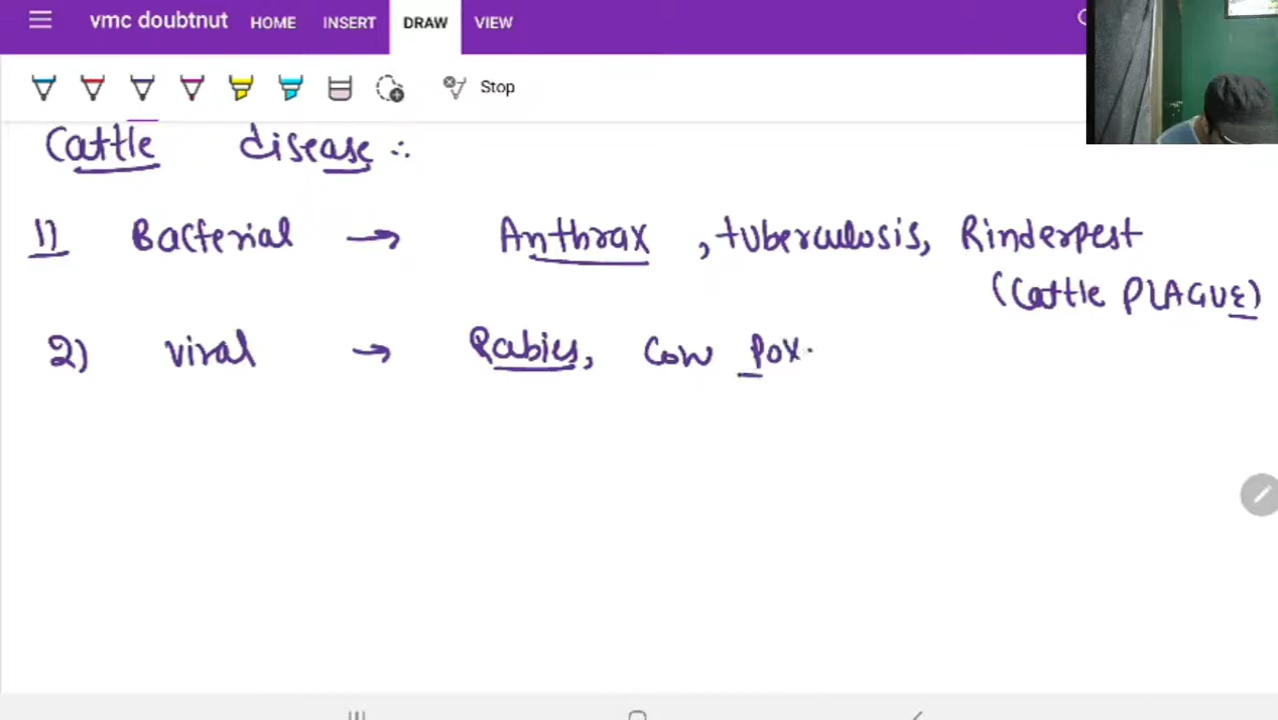 vmc doubtnut HOME INSERT DRAW VIEW
Stop
Cattle disease :
1) Bacterial → Anthrax , tuberculosis, Rinderpest
(Cattle PLAGUE)
2) viral → Rabies, Cow Pox.